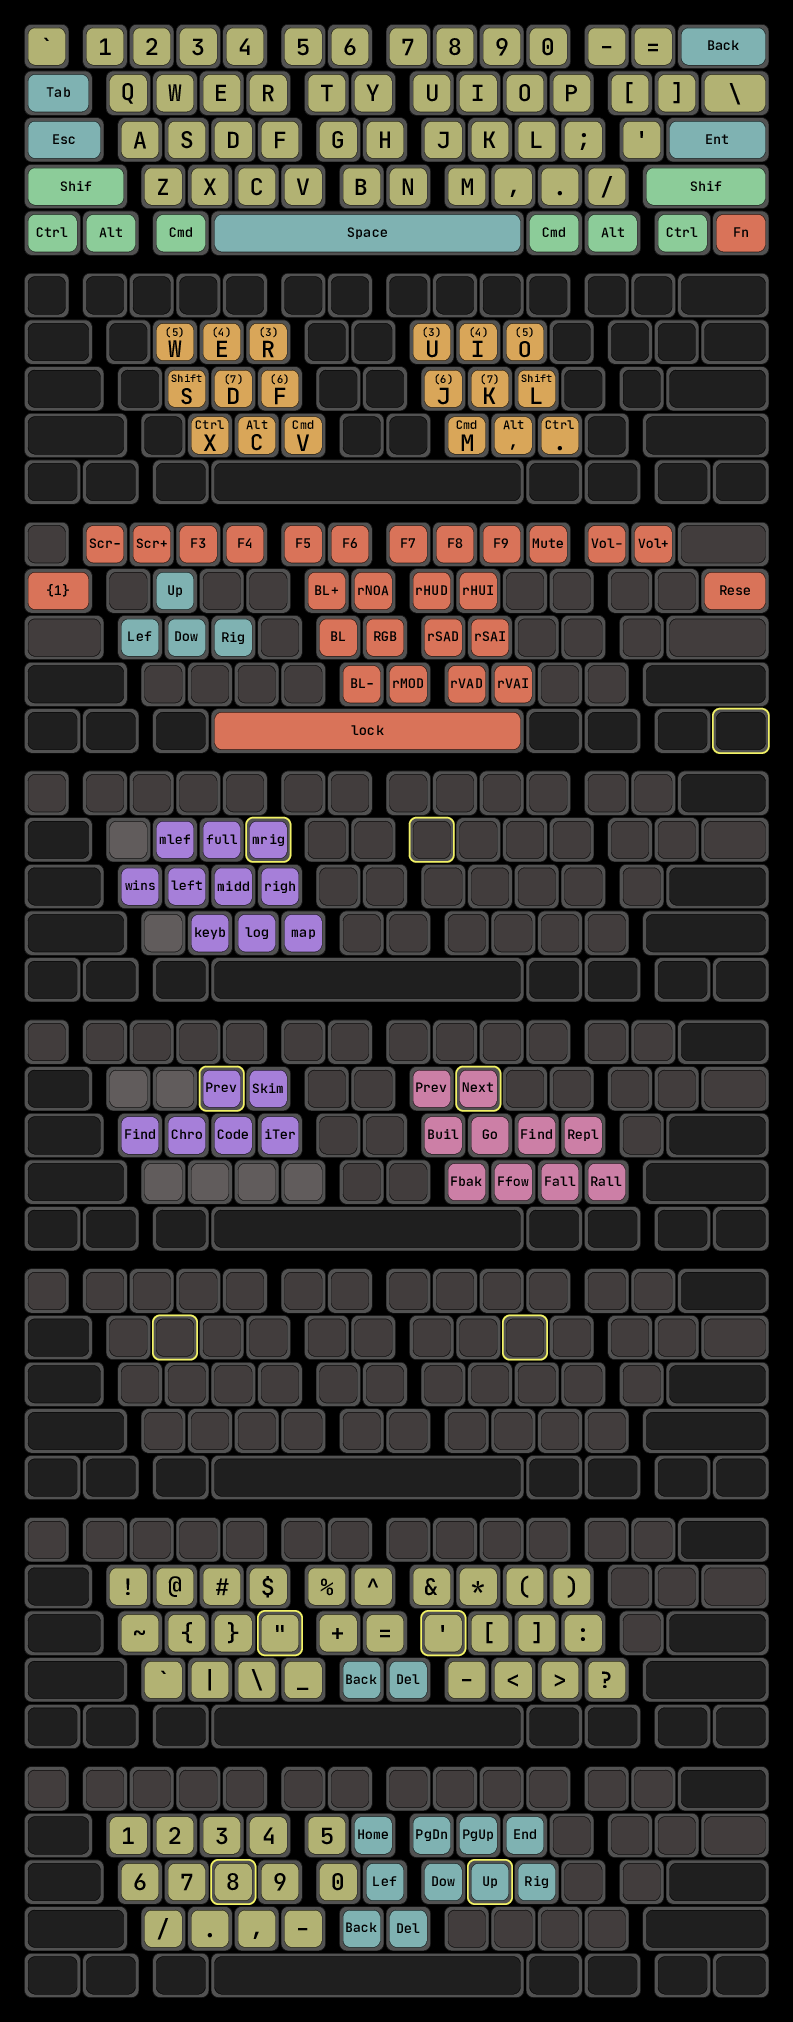 ` 1 2 3 4 5 6 7 8 9 0 - = Back
Tab Q W E R T Y U I O P [ ] \
Esc A S D F G H J K L ; ' Ent
Shif Z X C V B N M , . / Shif
Ctrl Alt Cmd Space Cmd Alt Ctrl Fn
(5) (4) (3) (3) (4) (5)
W E R U I O
Shift (7) (6) (6) (7) Shift
S D F J K L
Ctrl Alt Cmd Cmd Alt Ctrl
X C V M , .
Scr- Scr+ F3 F4 F5 F6 F7 F8 F9 Mute Vol- Vol+
{1} Up BL+ rNOA rHUD rHUI Rese
Lef Dow Rig BL RGB rSAD rSAI
BL- rMOD rVAD rVAI
lock
mlef full mrig
wins left midd righ
keyb log map
Prev Skim Prev Next
Find Chro Code iTer Buil Go Find Repl
Fbak Ffow Fall Rall
! @ # $ % ^ & * ( )
~ { } " + = ' [ ] :
` | \ _ Back Del - < > ?
1 2 3 4 5 Home PgDn PgUp End
6 7 8 9 0 Lef Dow Up Rig
/ . , - Back Del